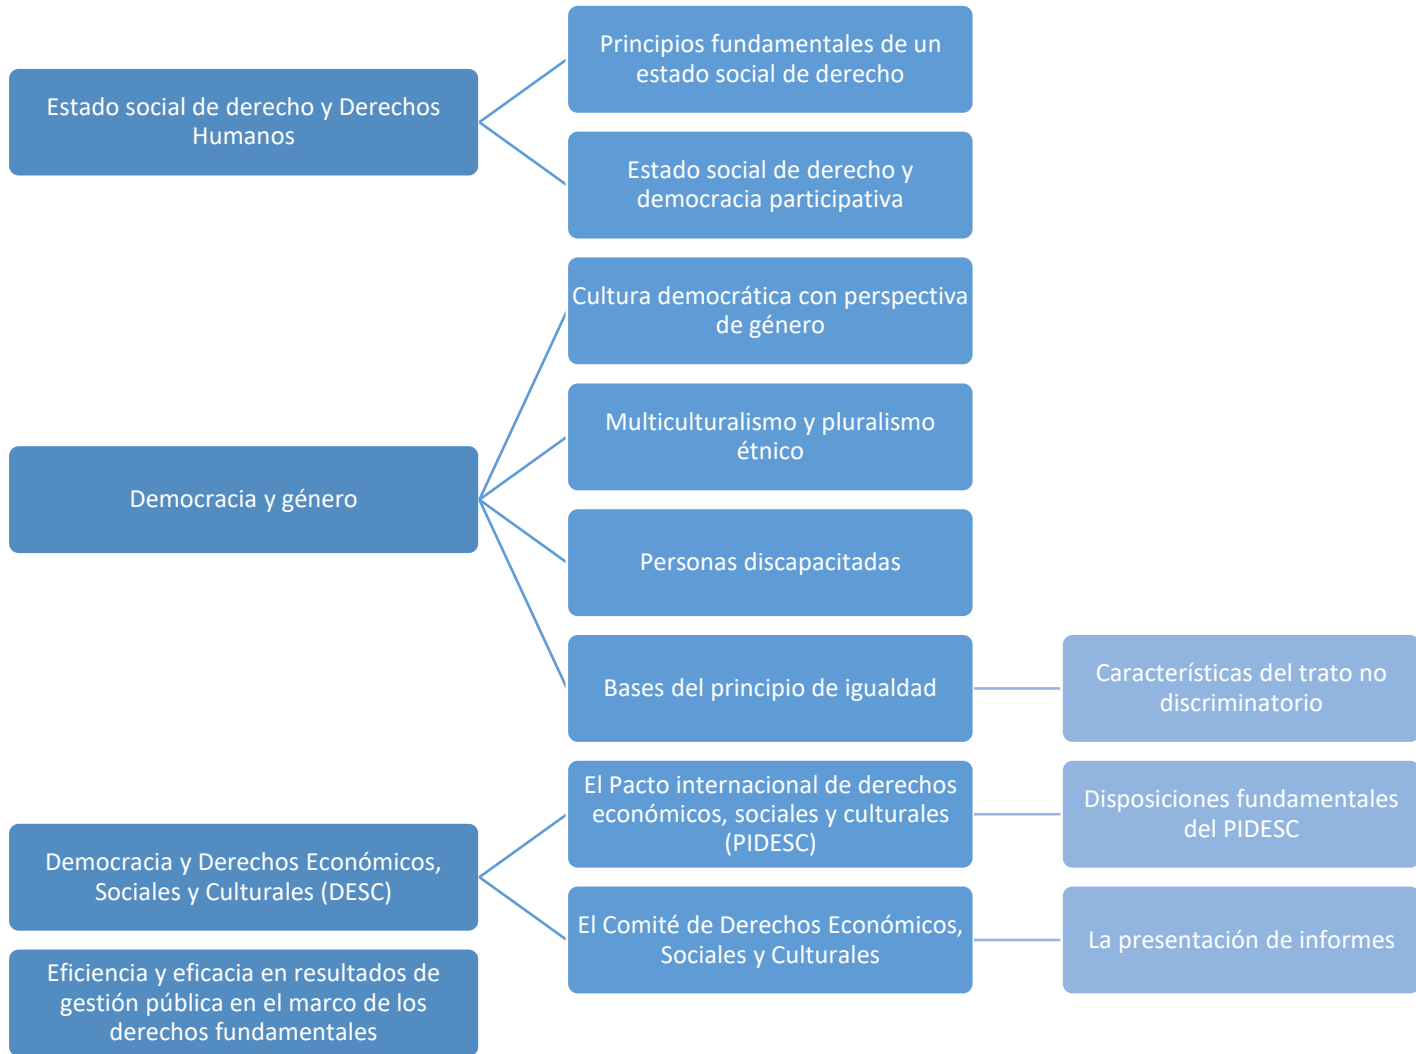 Estado social de derecho y Derechos
Humanos
Principios fundamentales de un
estado social de derecho
Estado social de derecho y
democracia participativa
Democracia y género
Cultura democrática con perspectiva
de género
Multiculturalismo y pluralismo
étnico
Personas discapacitadas
Bases del principio de igualdad
Características del trato no
discriminatorio
Democracia y Derechos Económicos,
Sociales y Culturales (DESC)
El Pacto internacional de derechos
económicos, sociales y culturales
(PIDESC)
Disposiciones fundamentales
del PIDESC
El Comité de Derechos Económicos,
Sociales y Culturales
La presentación de informes
Eficiencia y eficacia en resultados de
gestión pública en el marco de los
derechos fundamentales